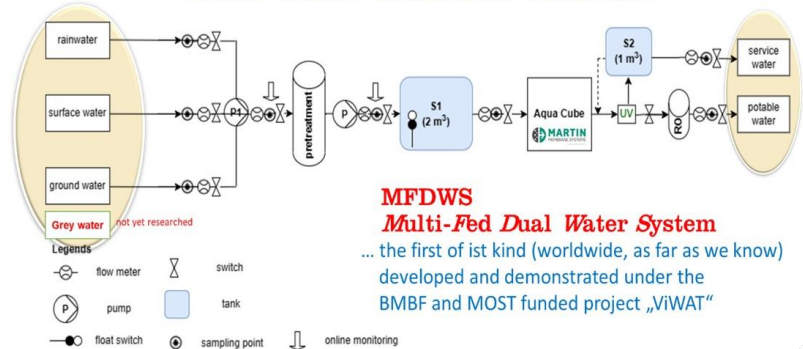 rainwater
surface water
ground water
Grey water
not yet researched
P1
pretreatment
P
S1
(2 m³)
Aqua Cube
MARTIN
MEMBRANE SYSTEMS
UV
S2
(1 m³)
RO
service
water
potable
water
MFDWS
Multi-Fed Dual Water System
... the first of ist kind (worldwide, as far as we know)
developed and demonstrated under the
BMBF and MOST funded project „ViWAT“
Legends
flow meter
switch
P
pump
tank
float switch
sampling point
online monitoring